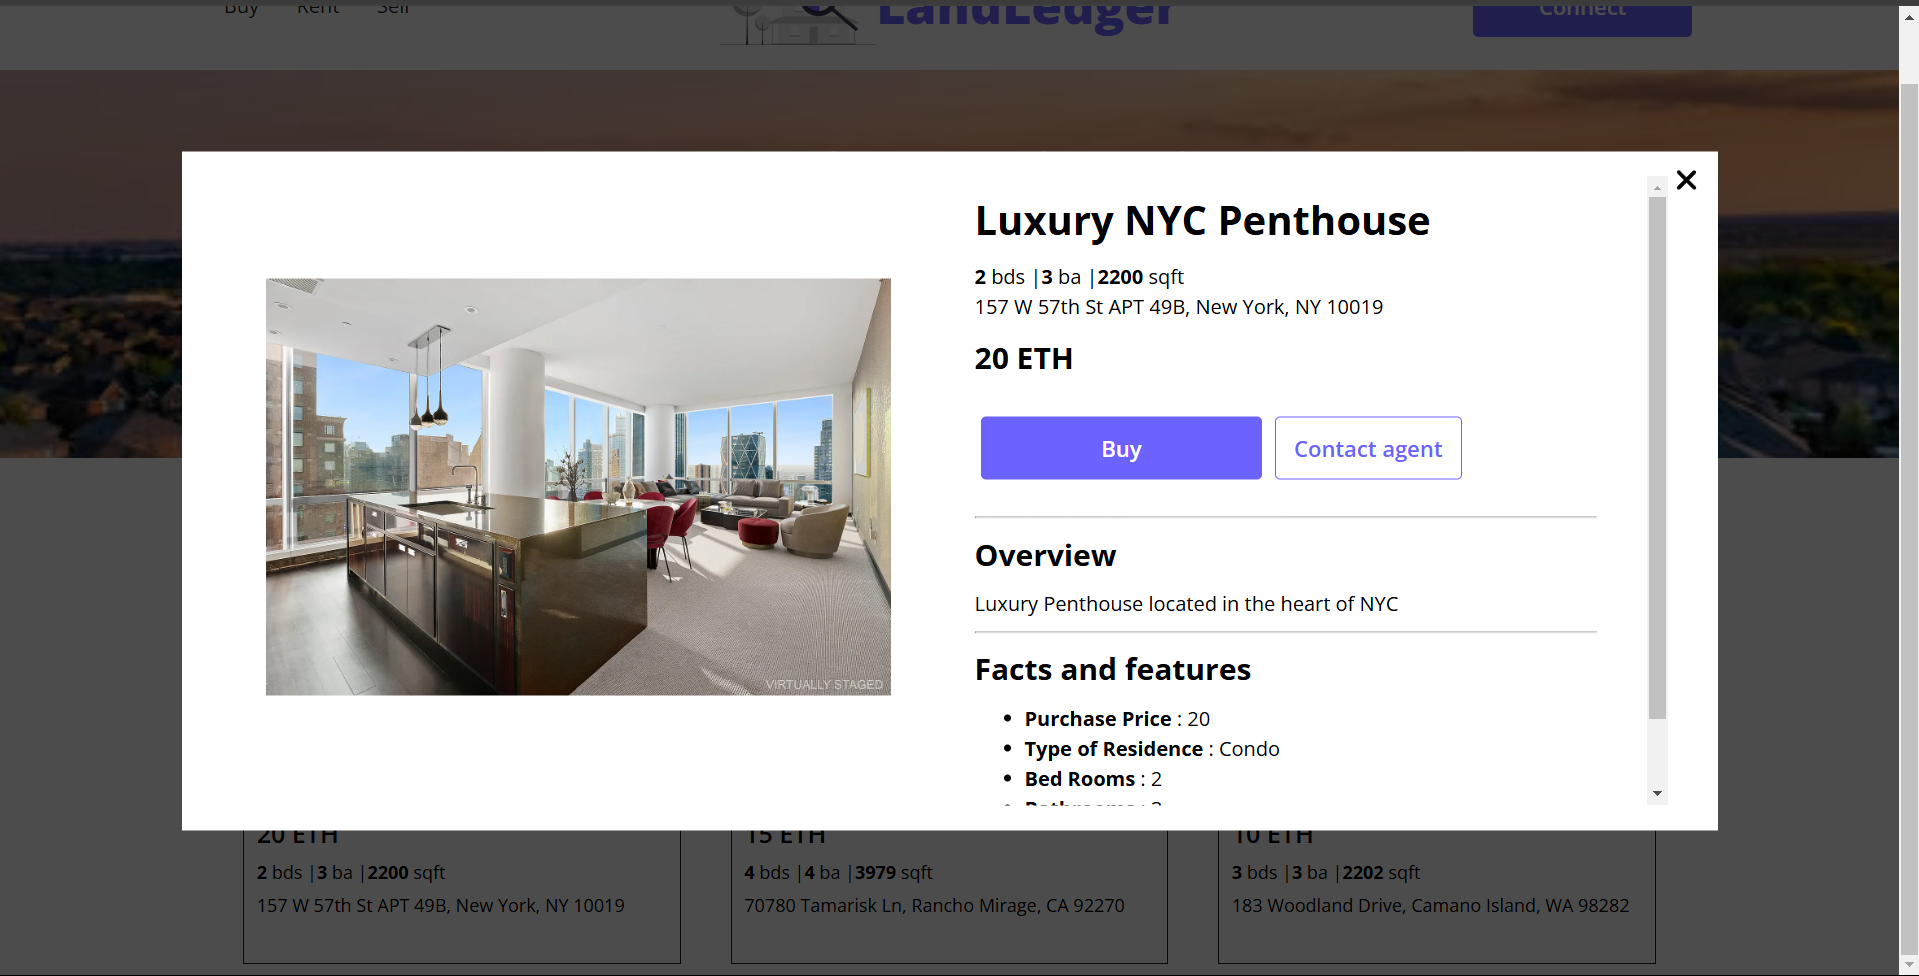 Buy Rent Sell
LandLedger
Connect
Luxury NYC Penthouse
2 bds |3 ba |2200 sqft
157 W 57th St APT 49B, New York, NY 10019
20 ETH
Buy
Contact agent
Overview
Luxury Penthouse located in the heart of NYC
Facts and features
Purchase Price : 20
Type of Residence : Condo
Bed Rooms : 2
Bathrooms : 3
VIRTUALLY STAGED
20 ETH
2 bds |3 ba |2200 sqft
157 W 57th St APT 49B, New York, NY 10019
15 ETH
4 bds |4 ba |3979 sqft
70780 Tamarisk Ln, Rancho Mirage, CA 92270
10 ETH
3 bds |3 ba |2202 sqft
183 Woodland Drive, Camano Island, WA 98282